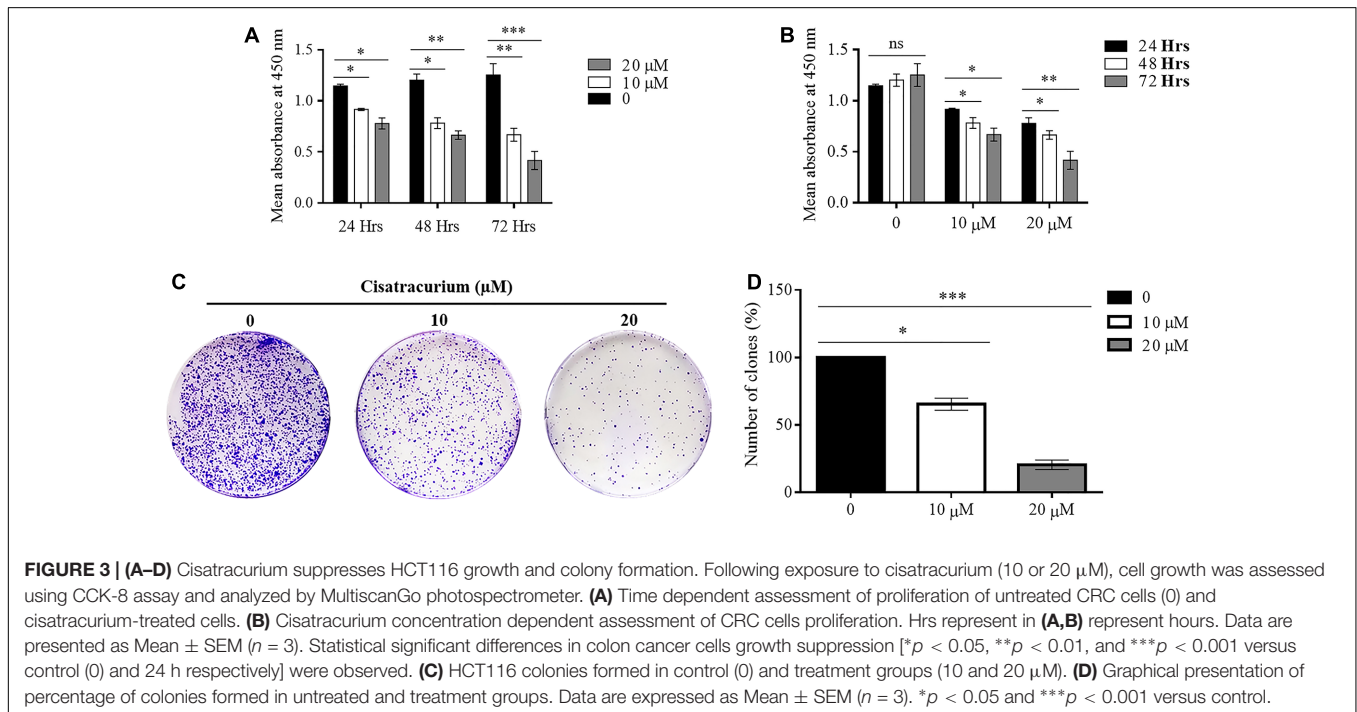 A
Mean absorbance at 450 nm
1.5
1.0
0.5
0.0
*
*
**
*
***
**
24 Hrs 48 Hrs 72 Hrs
20 μM
10 μM
0
B
Mean absorbance at 450 nm
1.5
1.0
0.5
0.0
ns
*
*
**
*
0 10 μM 20 μM
24 Hrs
48 Hrs
72 Hrs
C
Cisatracurium (μM)
0 10 20
D
Number of clones (%)
150
100
50
0
***
*
0 10 μM 20 μM
0
10 μM
20 μM
FIGURE 3 | (A–D) Cisatracurium suppresses HCT116 growth and colony formation. Following exposure to cisatracurium (10 or 20 μM), cell growth was assessed
using CCK-8 assay and analyzed by MultiscanGo photospectrometer. (A) Time dependent assessment of proliferation of untreated CRC cells (0) and
cisatracurium-treated cells. (B) Cisatracurium concentration dependent assessment of CRC cells proliferation. Hrs represent in (A,B) represent hours. Data are
presented as Mean ± SEM (n = 3). Statistical significant differences in colon cancer cells growth suppression [*p < 0.05, **p < 0.01, and ***p < 0.001 versus
control (0) and 24 h respectively] were observed. (C) HCT116 colonies formed in control (0) and treatment groups (10 and 20 μM). (D) Graphical presentation of
percentage of colonies formed in untreated and treatment groups. Data are expressed as Mean ± SEM (n = 3). *p < 0.05 and ***p < 0.001 versus control.